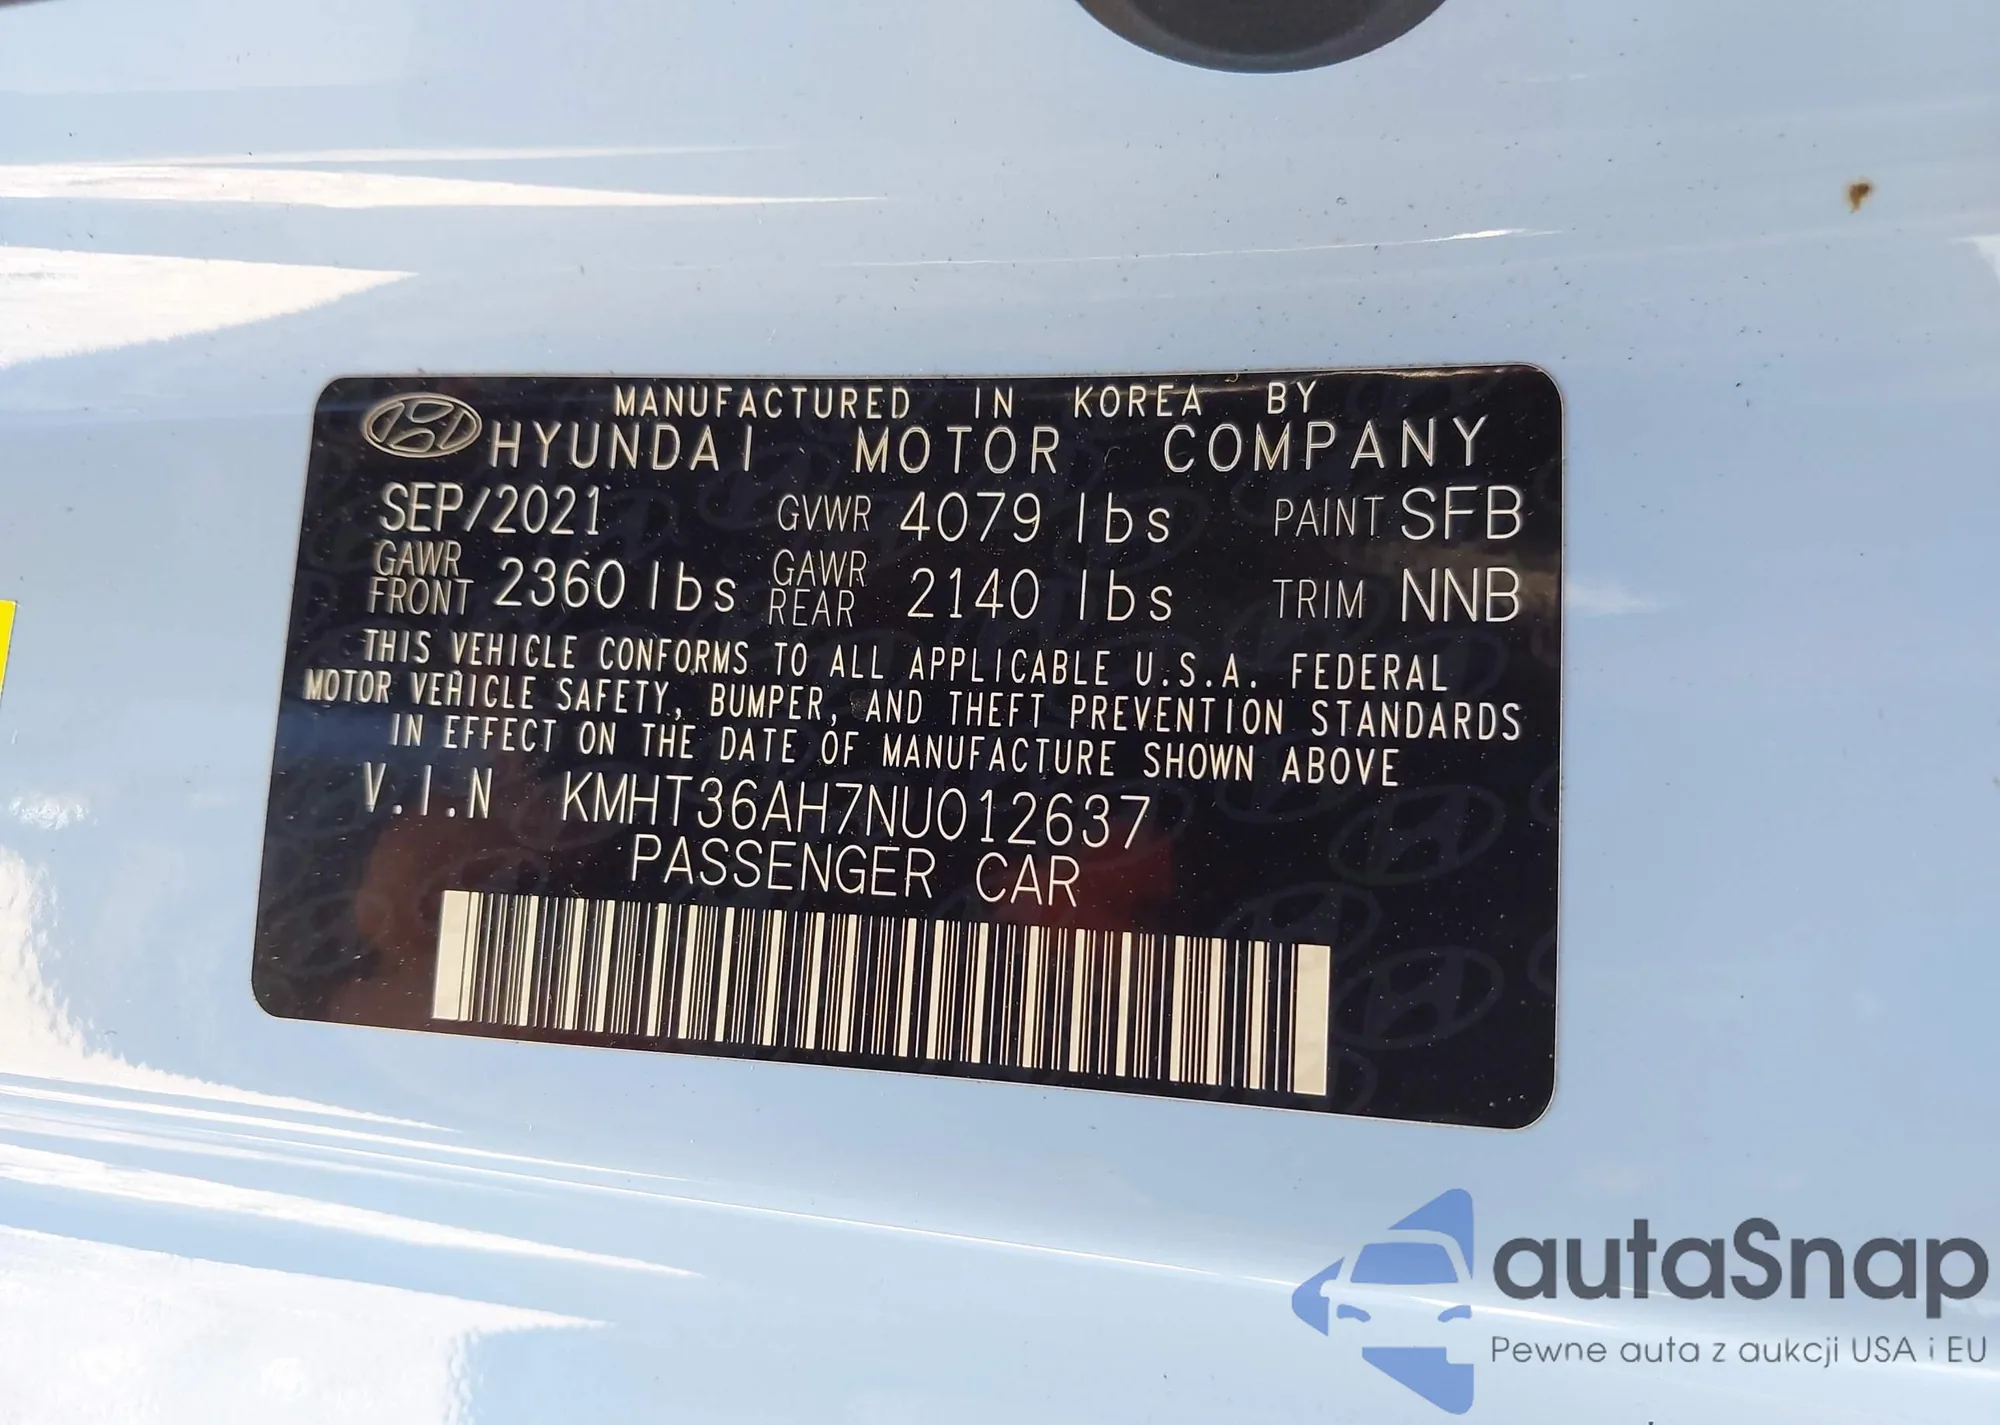 MANUFACTURED IN KOREA BY
HYUNDAI MOTOR COMPANY
SEP/2021 GVWR 4079 lbs PAINT SFB
GAWR FRONT 2360 lbs GAWR REAR 2140 lbs TRIM NNB
THIS VEHICLE CONFORMS TO ALL APPLICABLE U.S.A. FEDERAL
MOTOR VEHICLE SAFETY, BUMPER, AND THEFT PREVENTION STANDARDS
IN EFFECT ON THE DATE OF MANUFACTURE SHOWN ABOVE
V.I.N KMHT36AH7NU012637
PASSENGER CAR
autaSnap
Pewne auta z aukcji USA i EU